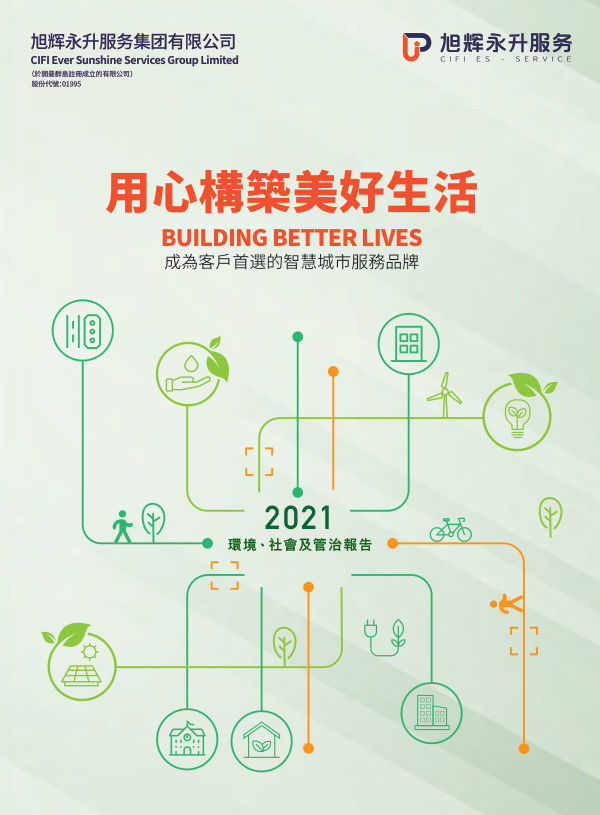 旭辉永升服务集团有限公司
CIFI Ever Sunshine Services Group Limited
(於開曼群島註冊成立的有限公司)
股份代號：01995
旭辉永升服务
CIFI ES - SERVICE
用心構築美好生活
BUILDING BETTER LIVES
成為客戶首選的智慧城市服務品牌
2021
環境、社會及管治報告